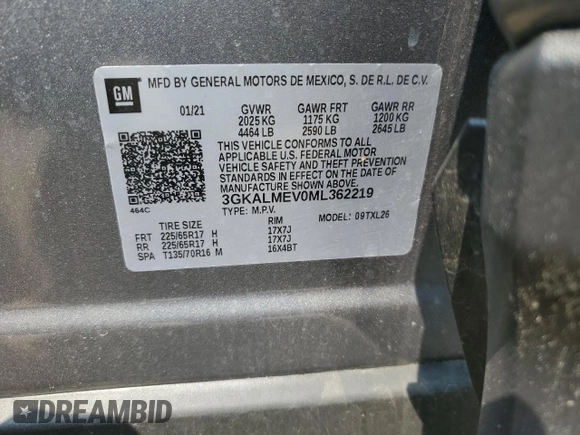 GM
MFD BY GENERAL MOTORS DE MEXICO, S. DE R.L. DE C.V.
01/21 GVWR GAWR FRT GAWR RR
2025 KG 1175 KG 1200 KG
4464 LB 2590 LB 2645 LB
THIS VEHICLE CONFORMS TO ALL
APPLICABLE U.S. FEDERAL MOTOR
VEHICLE SAFETY AND THEFT PREVENTION
STANDARDS IN EFFECT ON THE DATE OF
MANUFACTURE SHOWN ABOVE.
464C
3GKALMEV0ML362219
TYPE: M.P.V. MODEL: 09TXL26
TIRE SIZE RIM
FRT 225/65R17 H 17X7J
RR 225/65R17 H 17X7J
SPA T135/70R16 M 16X4BT
DREAMBID